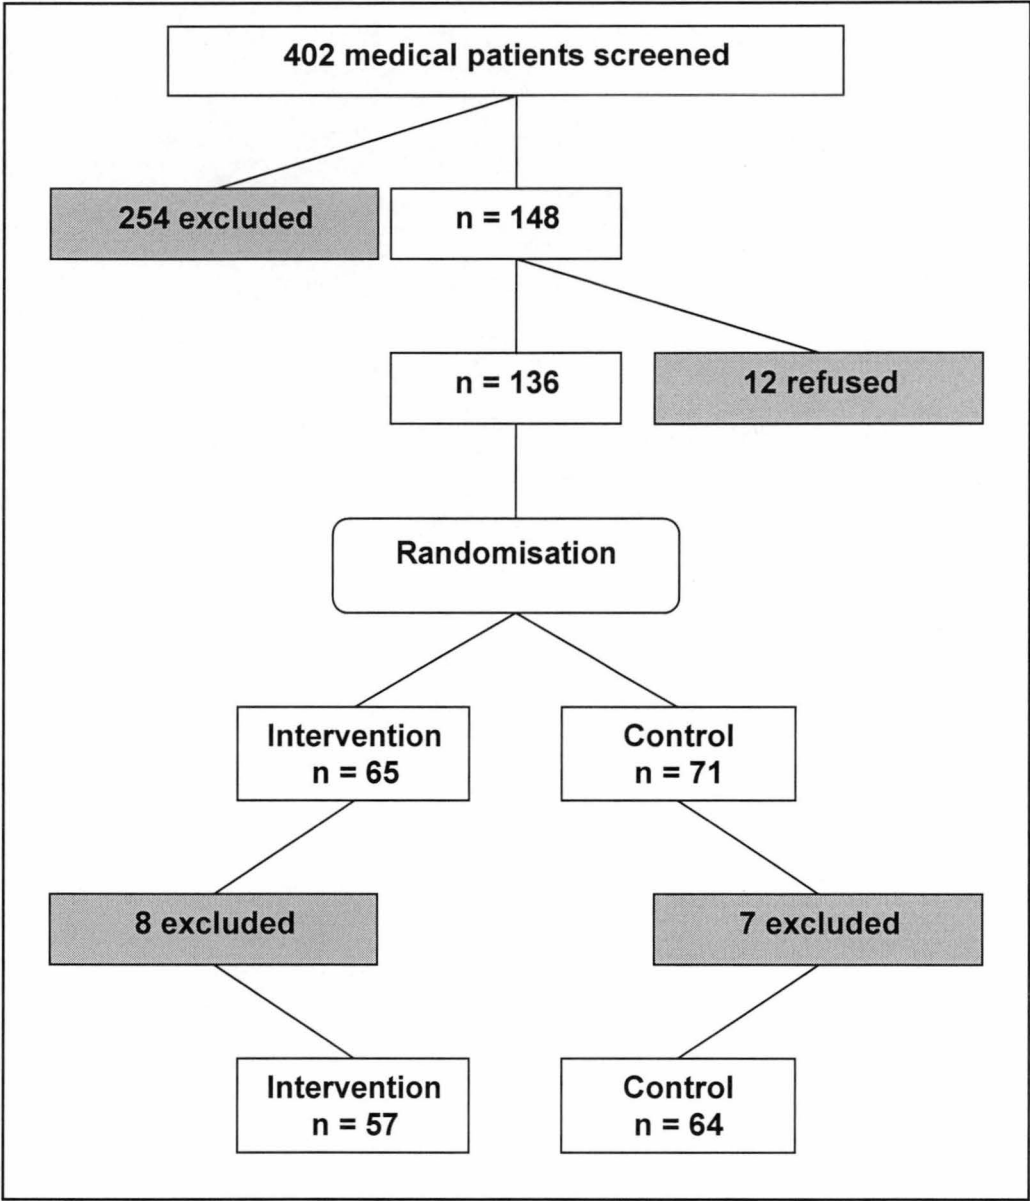 402 medical patients screened
254 excluded
n = 148
n = 136
12 refused
Randomisation
Intervention
n = 65
Control
n = 71
8 excluded
7 excluded
Intervention
n = 57
Control
n = 64